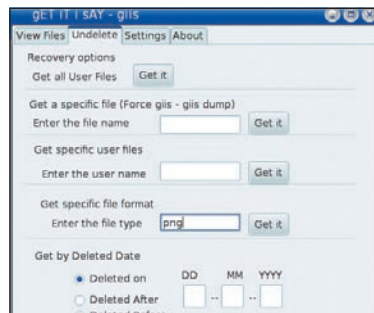 gET iT I sAY - giis
View Files Undelete Settings About
Recovery options
Get all User Files Get it
Get a specific file (Force giis - giis dump)
Enter the file name Get it
Get specific user files
Enter the user name Get it
Get specific file format
Enter the file type png Get it
Get by Deleted Date
Deleted on DD MM YYYY
Deleted After -- --